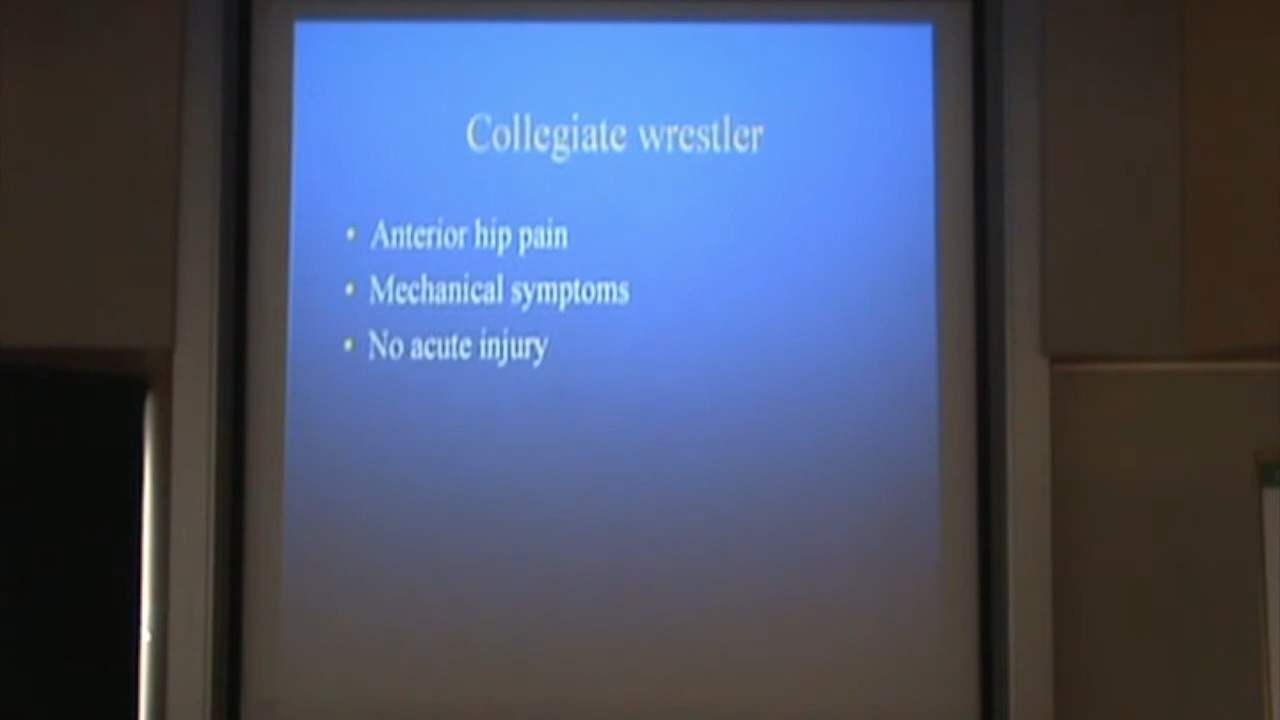 Collegiate wrestler
• Anterior hip pain
• Mechanical symptoms
• No acute injury